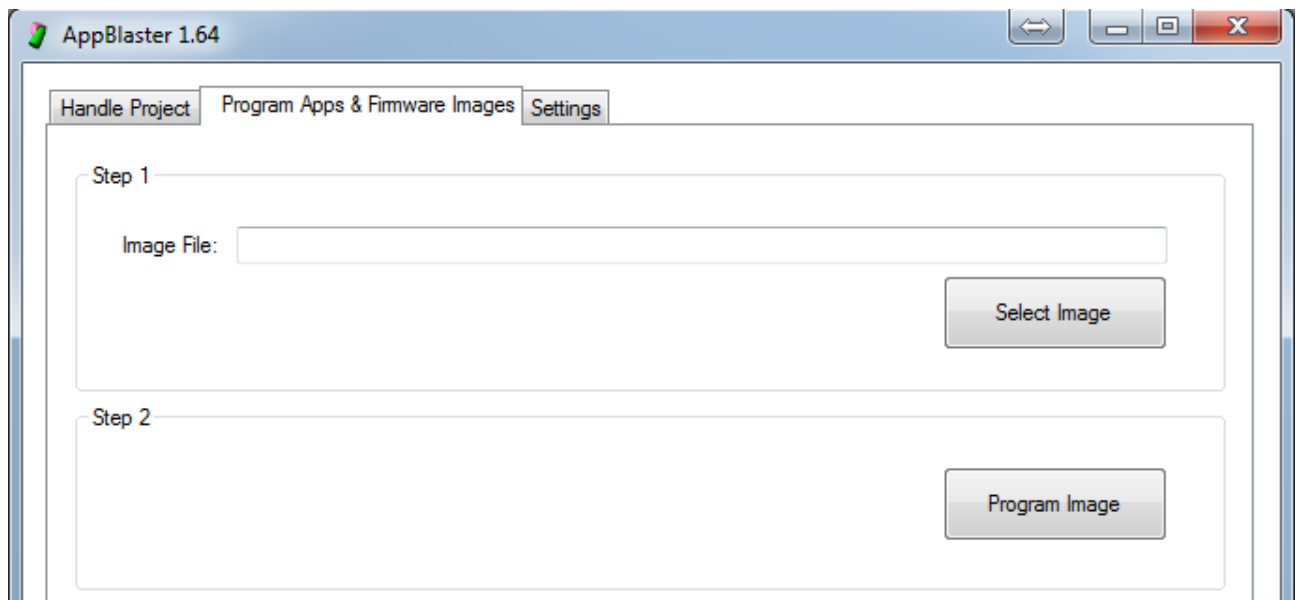 AppBlaster 1.64
Handle Project Program Apps & Firmware Images Settings
Step 1
Image File:
Select Image
Step 2
Program Image